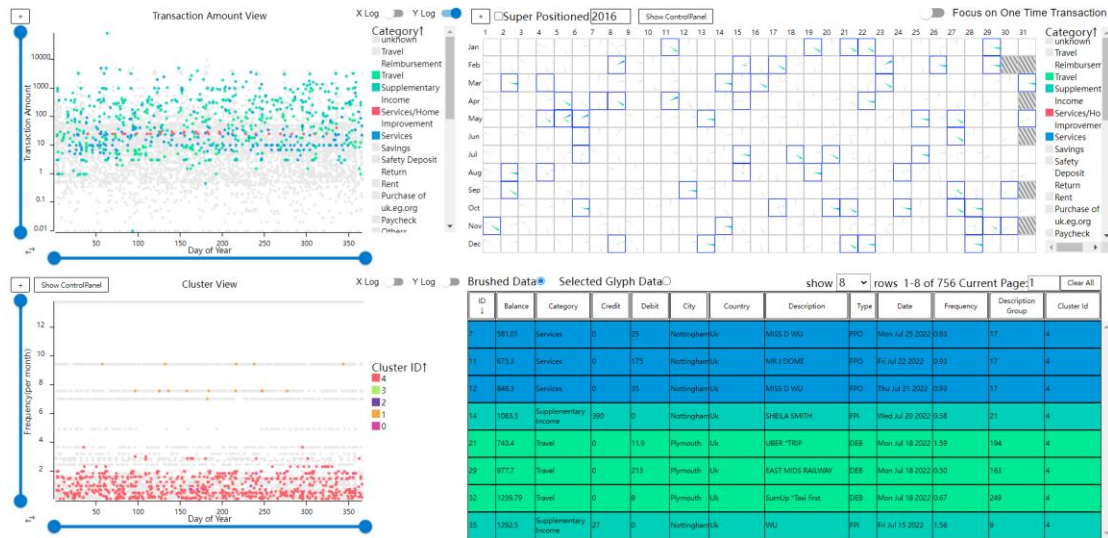 +
Transaction Amount View
X Log
Y Log
Category↑
unknown
Travel
Reimbursement
Travel
Supplementary
Income
Services/Home
Improvement
Services
Savings
Safety Deposit
Return
Rent
Purchase of
uk.eg.org
Paycheck
Others
Transaction Amount
10000
1000
100
10
1
0.1
0.01
50 100 150 200 250 300 350
Day of Year
+
Super Positioned 2016
Show ControlPanel
Focus on One Time Transaction
1 2 3 4 5 6 7 8 9 10 11 12 13 14 15 16 17 18 19 20 21 22 23 24 25 26 27 28 29 30 31
Jan
Feb
Mar
Apr
May
Jun
Jul
Aug
Sep
Oct
Nov
Dec
Category↑
unknown
Travel
Reimbursement
Travel
Supplement
Income
Services/Ho
Improvemer
Services
Savings
Safety
Deposit
Return
Rent
Purchase of
uk.eg.org
Paycheck
+
Show ControlPanel
Cluster View
X Log
Y Log
Frequency(per month)
12
10
8
6
4
2
50 100 150 200 250 300 350
Day of Year
Cluster ID↑
4
3
2
1
0
Brushed Data
Selected Glyph Data
show 8 rows 1-8 of 756 Current Page: 1
Clear All
ID ↓ Balance Category Credit Debit City Country Description Type Date Frequency Description Group Cluster Id
7 581.01 Services 0 25 Nottingham Uk MISS D WU FPO Mon Jul 25 2022 0.93 17 4
11 675.3 Services 0 175 Nottingham Uk MR J DOME FPO Fri Jul 22 2022 0.93 17 4
12 848.3 Services 0 35 Nottingham Uk MISS D WU FPO Thu Jul 21 2022 0.93 17 4
14 1083.3 Supplementary Income 390 0 Nottingham Uk SHEILA SMITH FPI Wed Jul 20 2022 0.58 21 4
21 743.4 Travel 0 11.9 Plymouth Uk UBER *TRIP DEB Mon Jul 18 2022 1.59 194 4
29 977.7 Travel 0 213 Plymouth Uk EAST MIDS RAILWAY DEB Mon Jul 18 2022 0.50 163 4
32 1239.79 Travel 0 8 Plymouth Uk SumUp *Taxi first DEB Mon Jul 18 2022 0.67 249 4
35 1292.5 Supplementary Income 27 0 Nottingham Uk WU FPI Fri Jul 15 2022 1.56 9 4